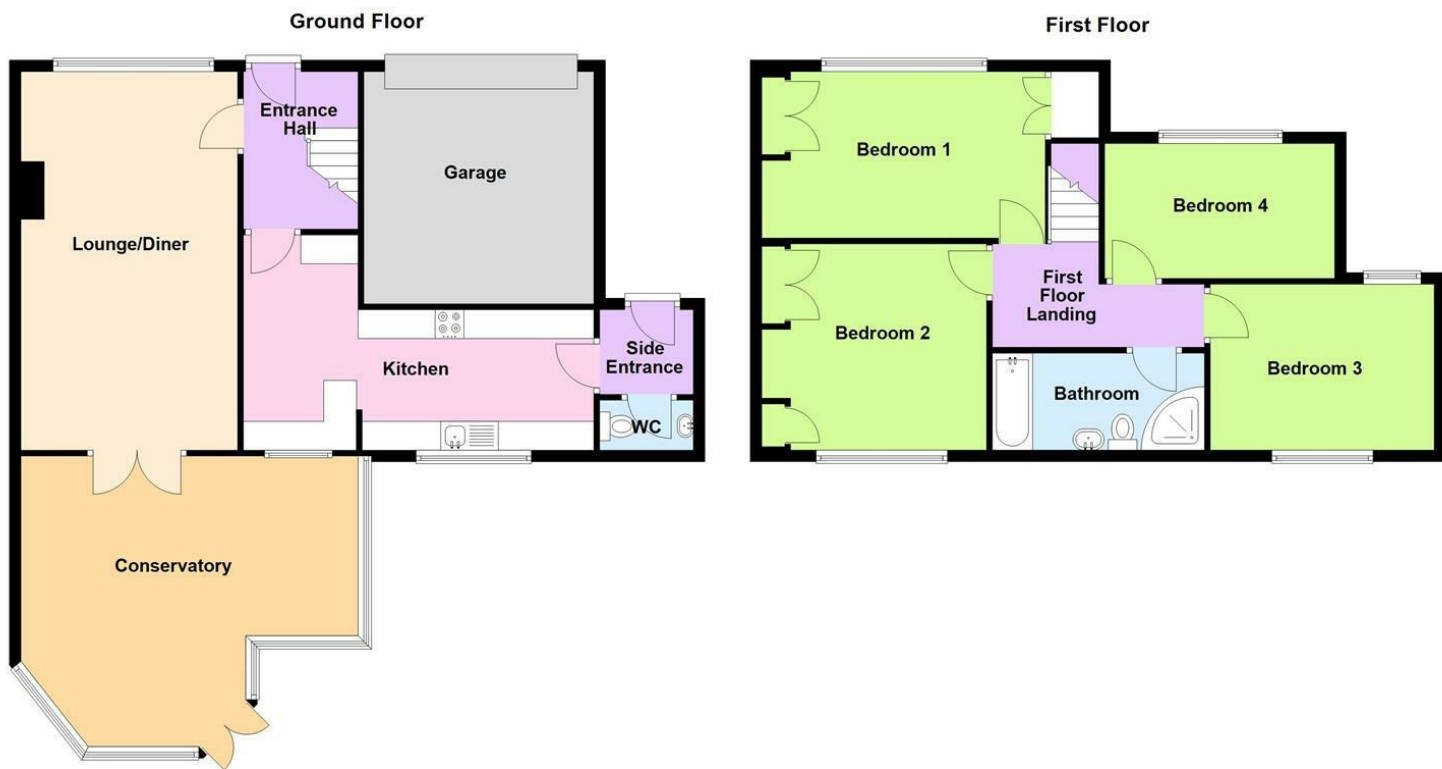 Ground Floor
Entrance
Hall
Garage
Lounge/Diner
Kitchen
Side
Entrance
WC
Conservatory
First Floor
Bedroom 1
Bedroom 4
First
Floor
Landing
Bedroom 2
Bedroom 3
Bathroom